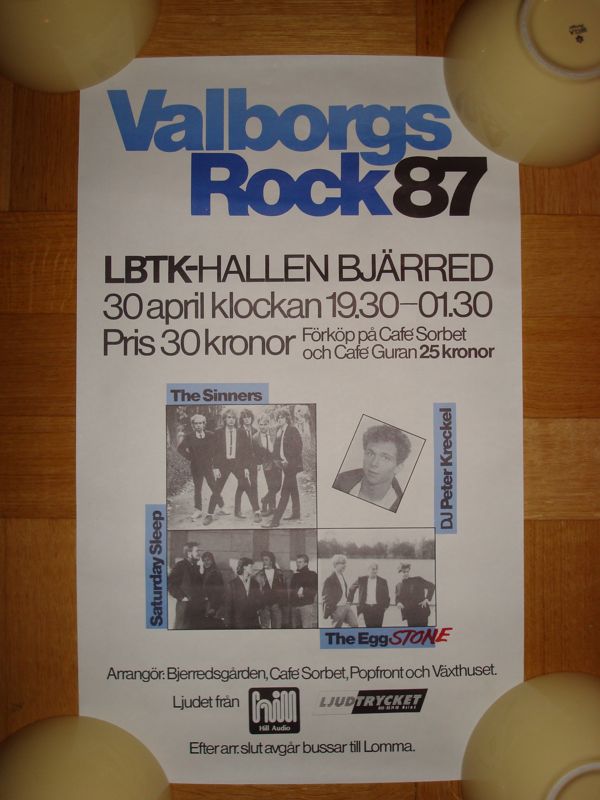 Valborgs
Rock 87
LBTK-HALLEN BJÄRRED
30 april klockan 19.30–01.30
Pris 30 kronor Förköp på Café Sorbet
och Café Guran 25 kronor
The Sinners
DJ Peter Kreckel
Saturday Sleep
The Egg STONE
Arrangör: Bjerredsgården, Café Sorbet, Popfront och Växthuset.
Ljudet från
hill
Hill Audio
LJUDTRYCKET
Efter arr. slut avgår bussar till Lomma.